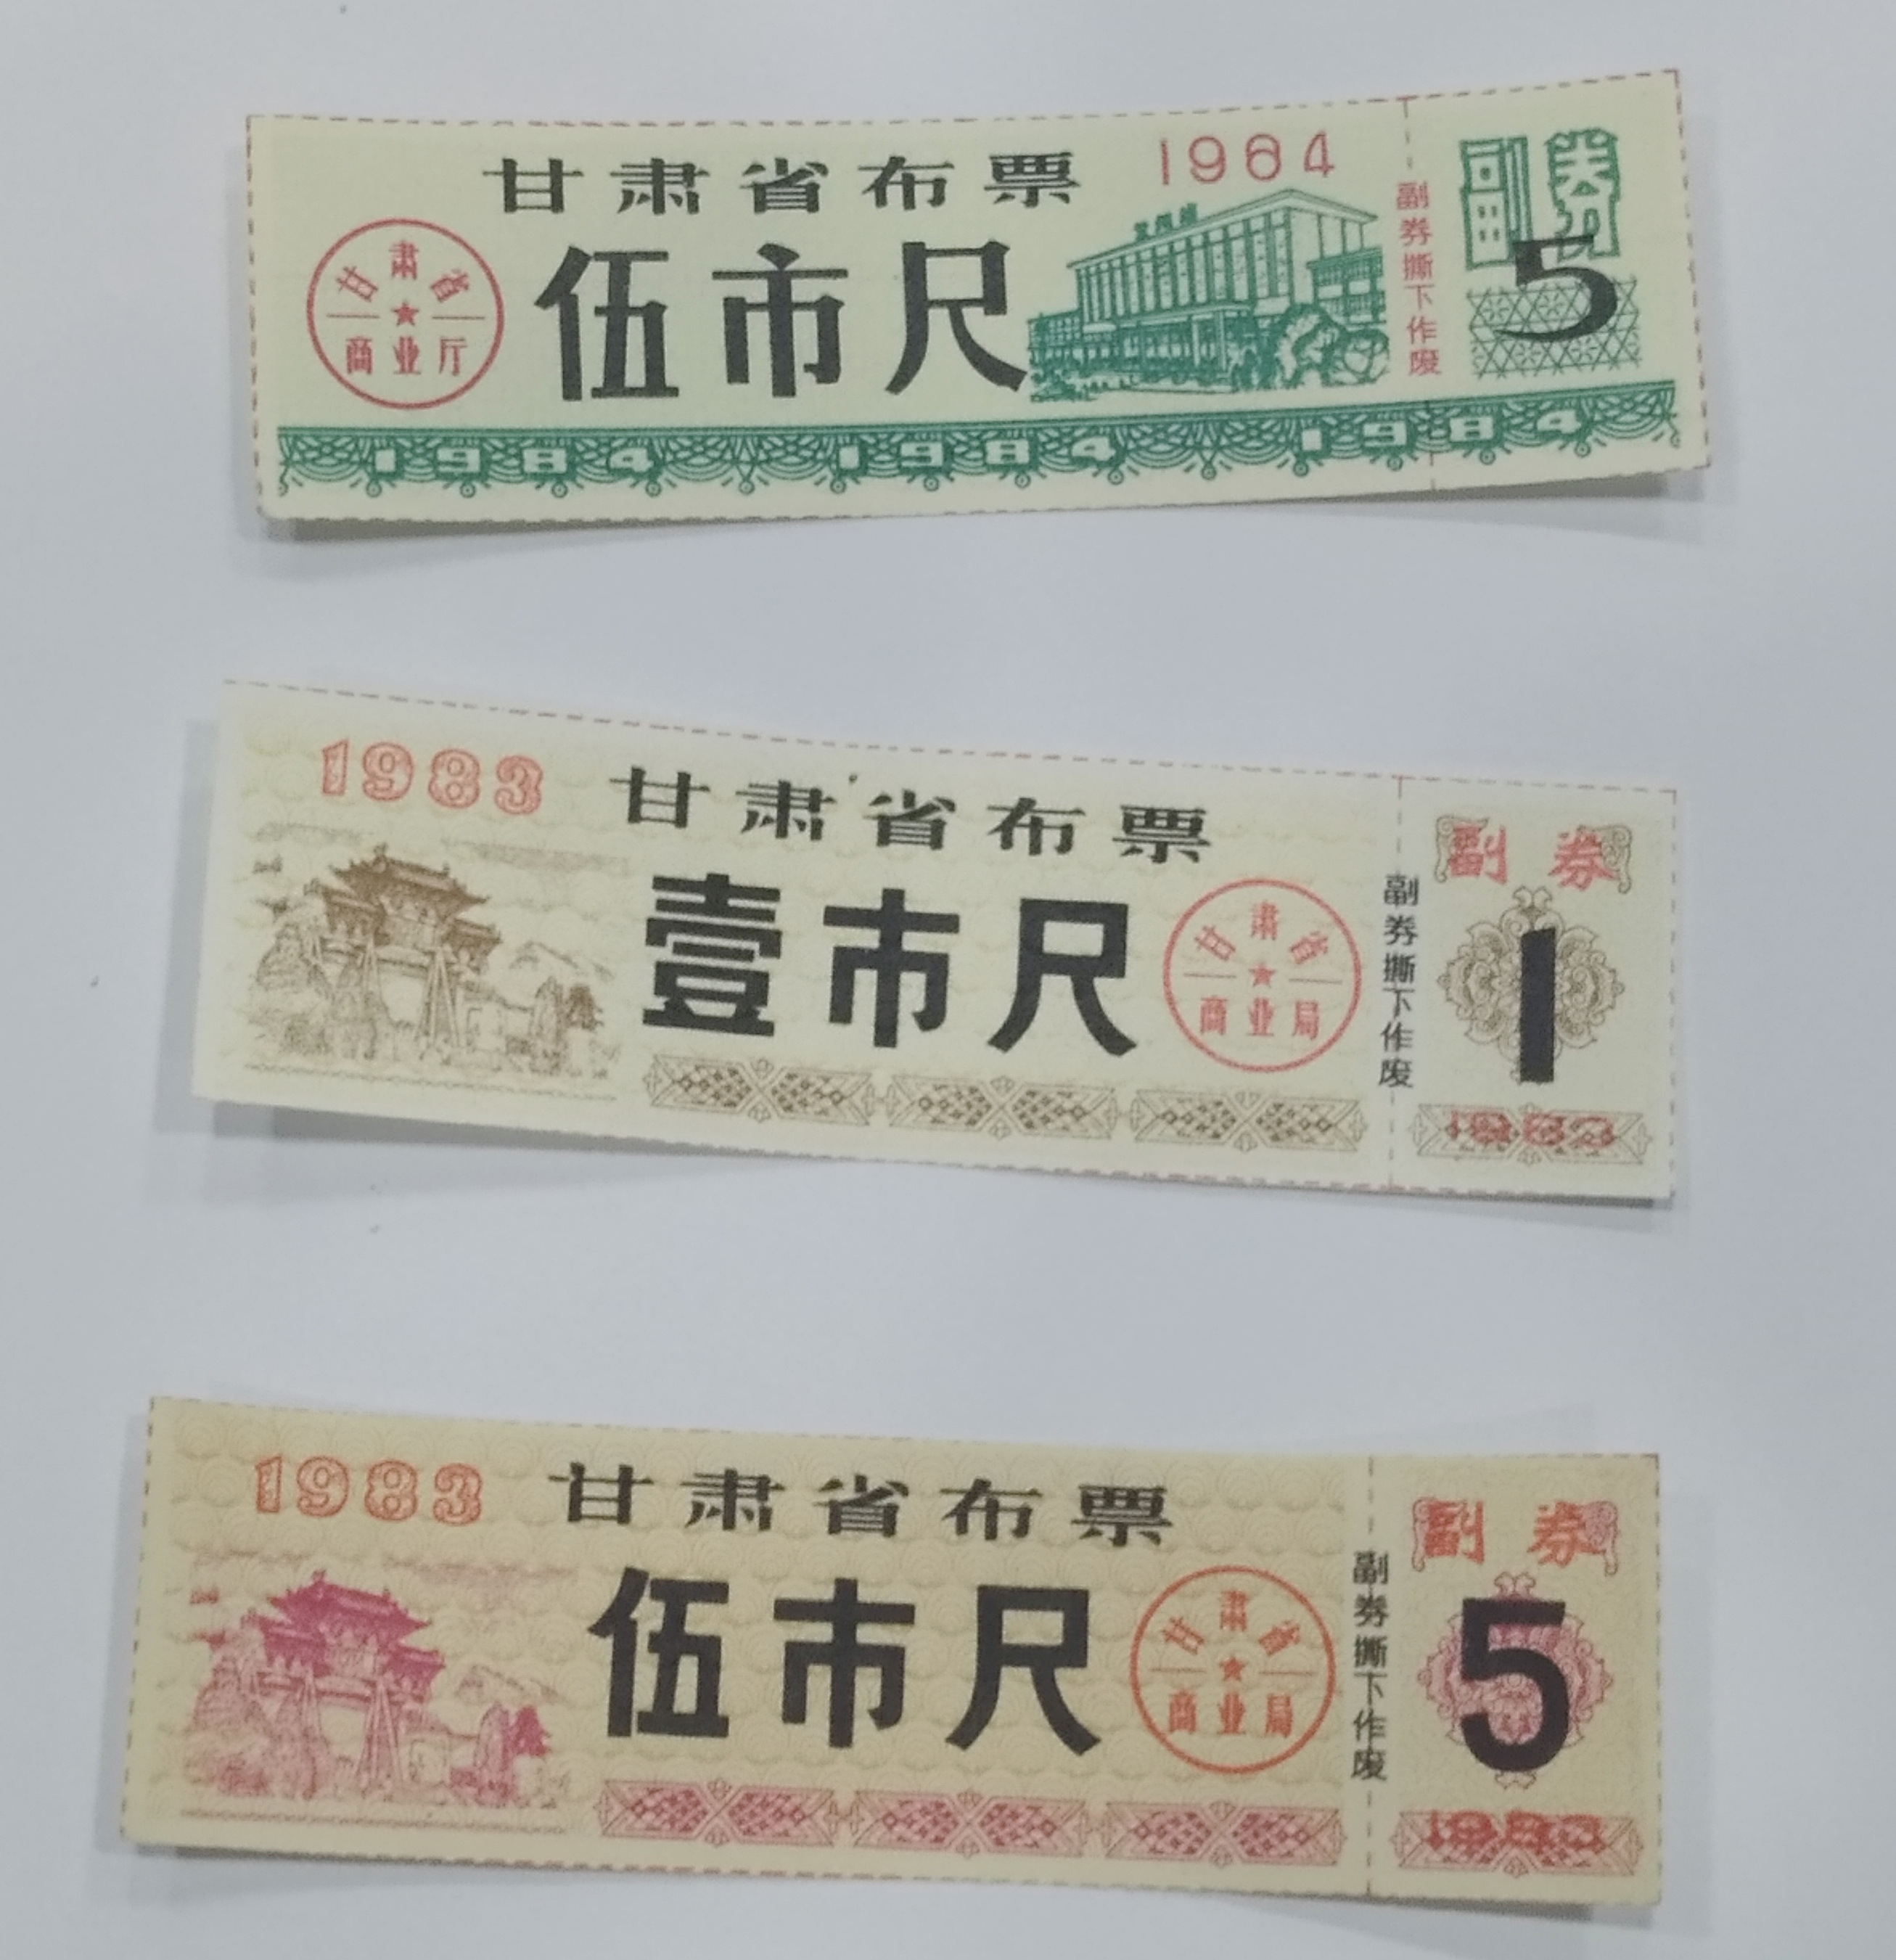 甘肃省布票 1984
甘肃省
商业厅
伍市尺
副券撕下作废
副券
5
1984 1984 1984
1983 甘肃省布票
壹市尺
甘肃省
商业局
副券撕下作废
副券
1
1983
1983 甘肃省布票
伍市尺
甘肃省
商业局
副券撕下作废
副券
5
1983